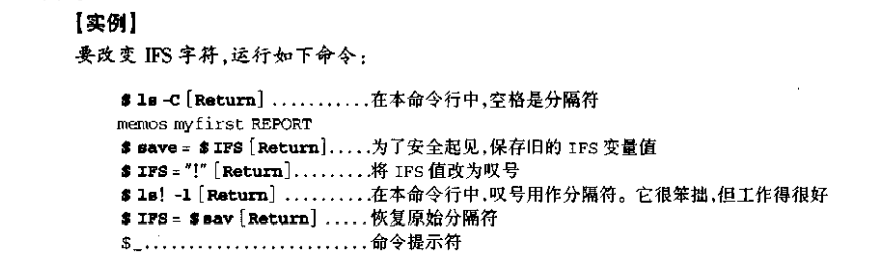 【实例】
要改变 IFS 字符,运行如下命令:
$ ls -C [Return] ...........在本命令行中,空格是分隔符
memos myfirst REPORT
$ save = $ IFS [Return].....为了安全起见,保存旧的 IFS 变量值
$ IFS = "!" [Return].........将 IFS 值改为叹号
$ ls! -l [Return] ..........在本命令行中,叹号用作分隔符。它很笨拙,但工作得很好
$ IFS = $ sav [Return] .....恢复原始分隔符
$_.......................命令提示符